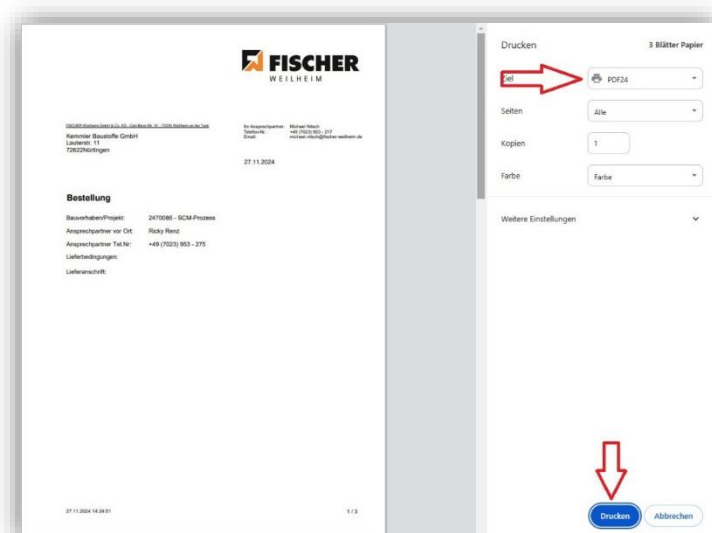 FISCHER
WEILHEIM
Kemmler Baustoffe GmbH
Lauterstr. 11
72622Nürtingen
Ihr Ansprechpartner: Michael Nitsch
Telefon-Nr.: +49 (7023) 953 - 217
Email: michael.nitsch@fischer-weilheim.de
27.11.2024
Bestellung
Bauvorhaben/Projekt: 2470086 - SCM-Prozess
Ansprechpartner vor Ort: Ricky Renz
Ansprechpartner Tel.Nr.: +49 (7023) 953 - 275
Lieferbedingungen:
Lieferanschrift:
27.11.2024 14:24:51
1 / 3
Drucken 3 Blätter Papier
Ziel PDF24
Seiten Alle
Kopien 1
Farbe Farbe
Weitere Einstellungen
Drucken Abbrechen